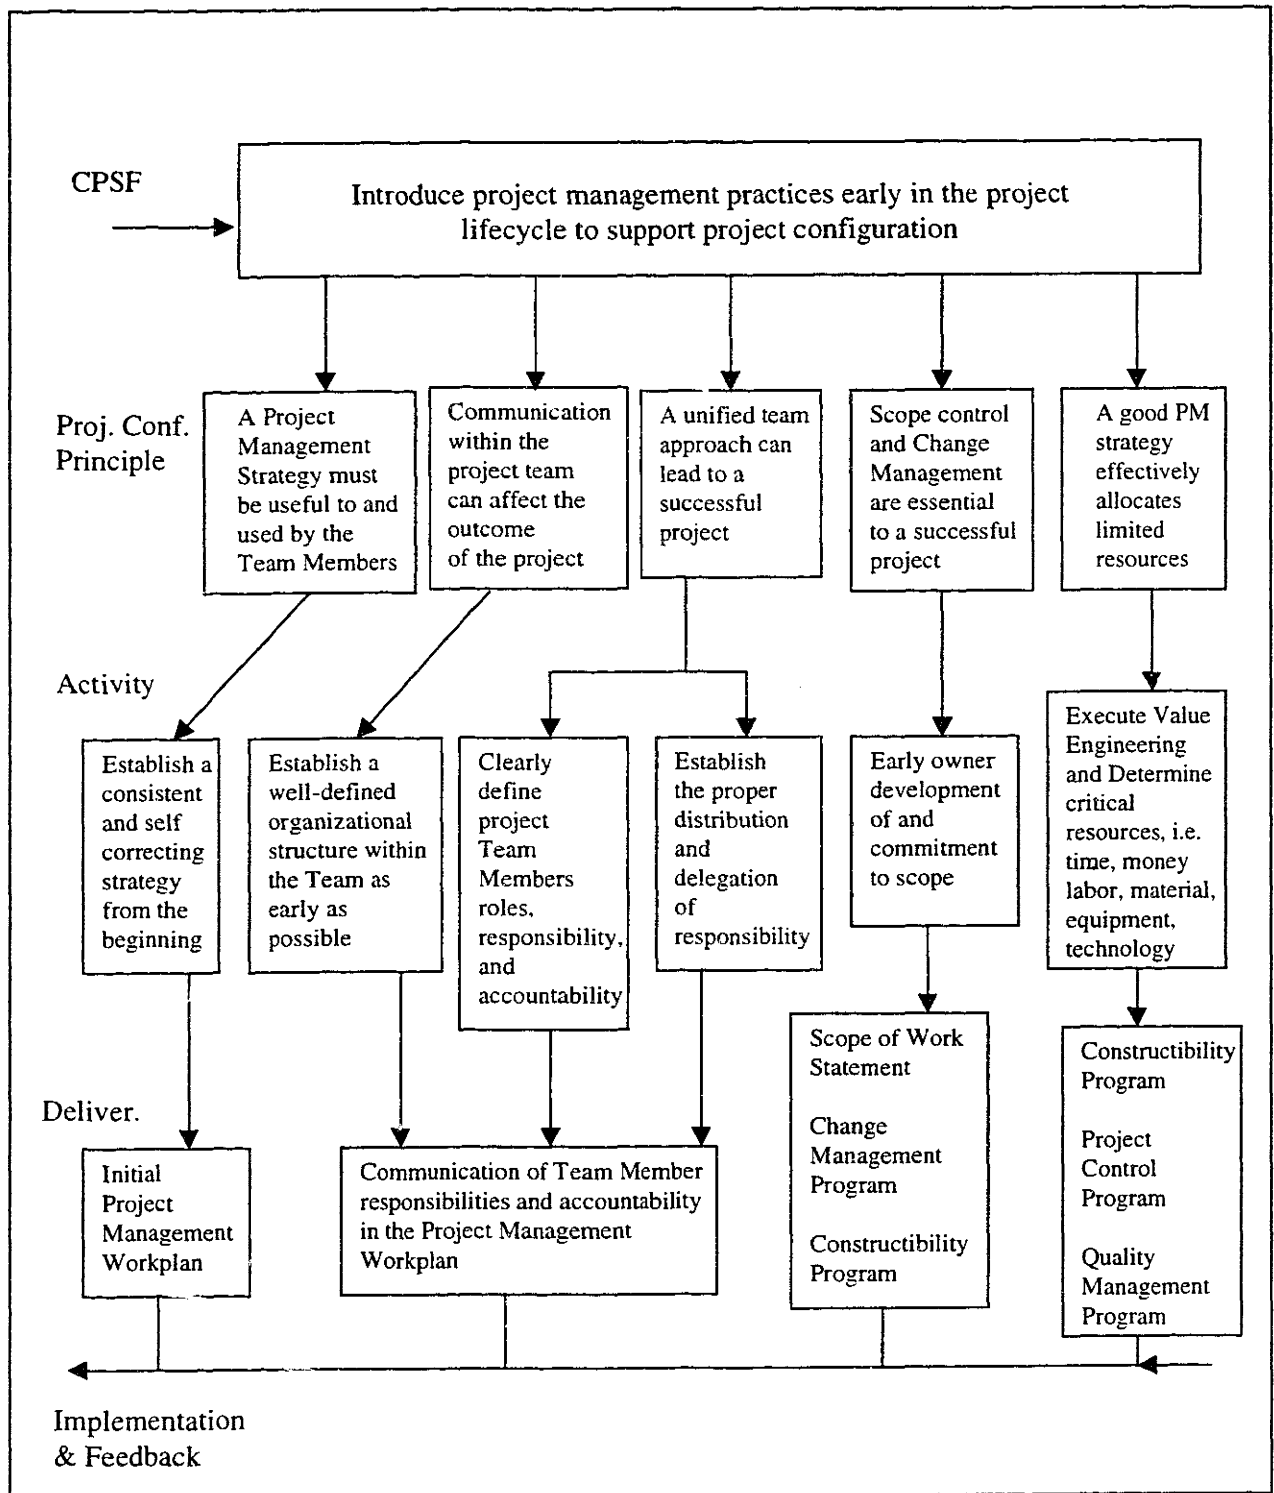 CPSF
Introduce project management practices early in the project
lifecycle to support project configuration
Proj. Conf.
Principle
A Project
Management
Strategy must
be useful to and
used by the
Team Members
Communication
within the
project team
can affect the
outcome
of the project
A unified team
approach can
lead to a
successful
project
Scope control
and Change
Management
are essential
to a successful
project
A good PM
strategy
effectively
allocates
limited
resources
Activity
Establish a
consistent
and self
correcting
strategy
from the
beginning
Establish a
well-defined
organizational
structure within
the Team as
early as
possible
Clearly
define
project
Team
Members
roles,
responsibility,
and
accountability
Establish
the proper
distribution
and
delegation
of
responsibility
Early owner
development
of and
commitment
to scope
Execute Value
Engineering
and Determine
critical
resources, i.e.
time, money
labor, material,
equipment,
technology
Deliver.
Initial
Project
Management
Workplan
Communication of Team Member
responsibilities and accountability
in the Project Management
Workplan
Scope of Work
Statement
Change
Management
Program
Constructibility
Program
Constructibility
Program
Project
Control
Program
Quality
Management
Program
Implementation
& Feedback